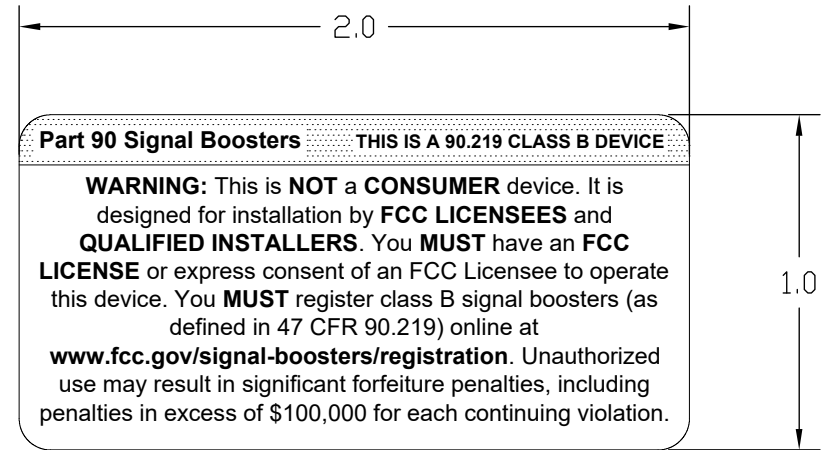 2.0
Part 90 Signal Boosters THIS IS A 90.219 CLASS B DEVICE
WARNING: This is NOT a CONSUMER device. It is
designed for installation by FCC LICENSEES and
QUALIFIED INSTALLERS. You MUST have an FCC
LICENSE or express consent of an FCC Licensee to operate
this device. You MUST register class B signal boosters (as
defined in 47 CFR 90.219) online at
www.fcc.gov/signal-boosters/registration. Unauthorized
use may result in significant forfeiture penalties, including
penalties in excess of $100,000 for each continuing violation.
1.0